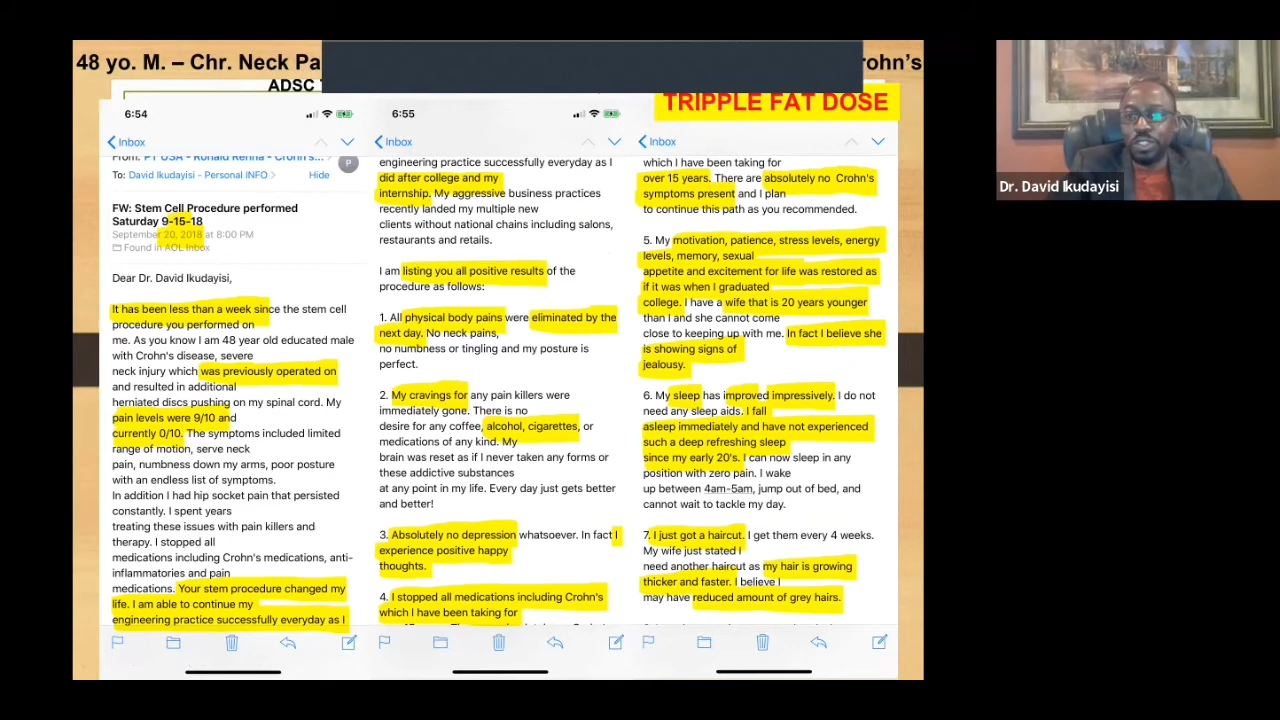 48 yo. M. – Chr. Neck Pa
rohn's
ADSC
TRIPPLE FAT DOSE
6:54
Inbox
To: David Ikudayisi - Personal INFO
Hide
P
FW: Stem Cell Procedure performed
Saturday 9-15-18
September 20, 2018 at 8:00 PM
Found in AOL Inbox
Dear Dr. David Ikudayisi,
It has been less than a week since the stem cell
procedure you performed on
me. As you know I am 48 year old educated male
with Crohn's disease, severe
neck injury which was previously operated on
and resulted in additional
herniated discs pushing on my spinal cord. My
pain levels were 9/10 and
currently 0/10. The symptoms included limited
range of motion, serve neck
pain, numbness down my arms, poor posture
with an endless list of symptoms.
In addition I had hip socket pain that persisted
constantly. I spent years
treating these issues with pain killers and
therapy. I stopped all
medications including Crohn's medications, anti-
inflammatories and pain
medications. Your stem procedure changed my
life. I am able to continue my
engineering practice successfully everyday as I
6:55
Inbox
engineering practice successfully everyday as I
did after college and my
internship. My aggressive business practices
recently landed my multiple new
clients without national chains including salons,
restaurants and retails.
I am listing you all positive results of the
procedure as follows:
1. All physical body pains were eliminated by the
next day. No neck pains,
no numbness or tingling and my posture is
perfect.
2. My cravings for any pain killers were
immediately gone. There is no
desire for any coffee, alcohol, cigarettes, or
medications of any kind. My
brain was reset as if I never taken any forms or
these addictive substances
at any point in my life. Every day just gets better
and better!
3. Absolutely no depression whatsoever. In fact I
experience positive happy
thoughts.
4. I stopped all medications including Crohn's
which I have been taking for
Inbox
which I have been taking for
over 15 years. There are absolutely no Crohn's
symptoms present and I plan
to continue this path as you recommended.
5. My motivation, patience, stress levels, energy
levels, memory, sexual
appetite and excitement for life was restored as
if it was when I graduated
college. I have a wife that is 20 years younger
than I and she cannot come
close to keeping up with me. In fact I believe she
is showing signs of
jealousy.
6. My sleep has improved impressively. I do not
need any sleep aids. I fall
asleep immediately and have not experienced
such a deep refreshing sleep
since my early 20's. I can now sleep in any
position with zero pain. I wake
up between 4am-5am, jump out of bed, and
cannot wait to tackle my day.
7. I just got a haircut. I get them every 4 weeks.
My wife just stated I
need another haircut as my hair is growing
thicker and faster. I believe I
may have reduced amount of grey hairs.
Dr. David Ikudayisi